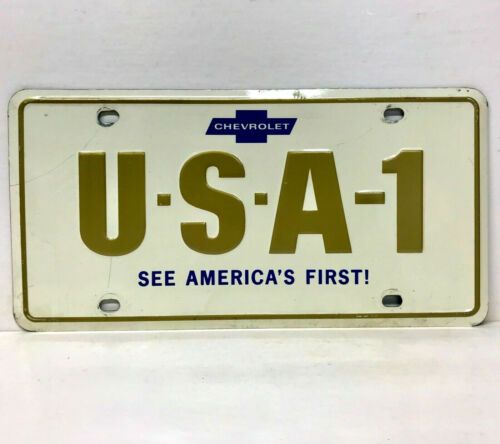 CHEVROLET
U·S·A-1
SEE AMERICA'S FIRST!